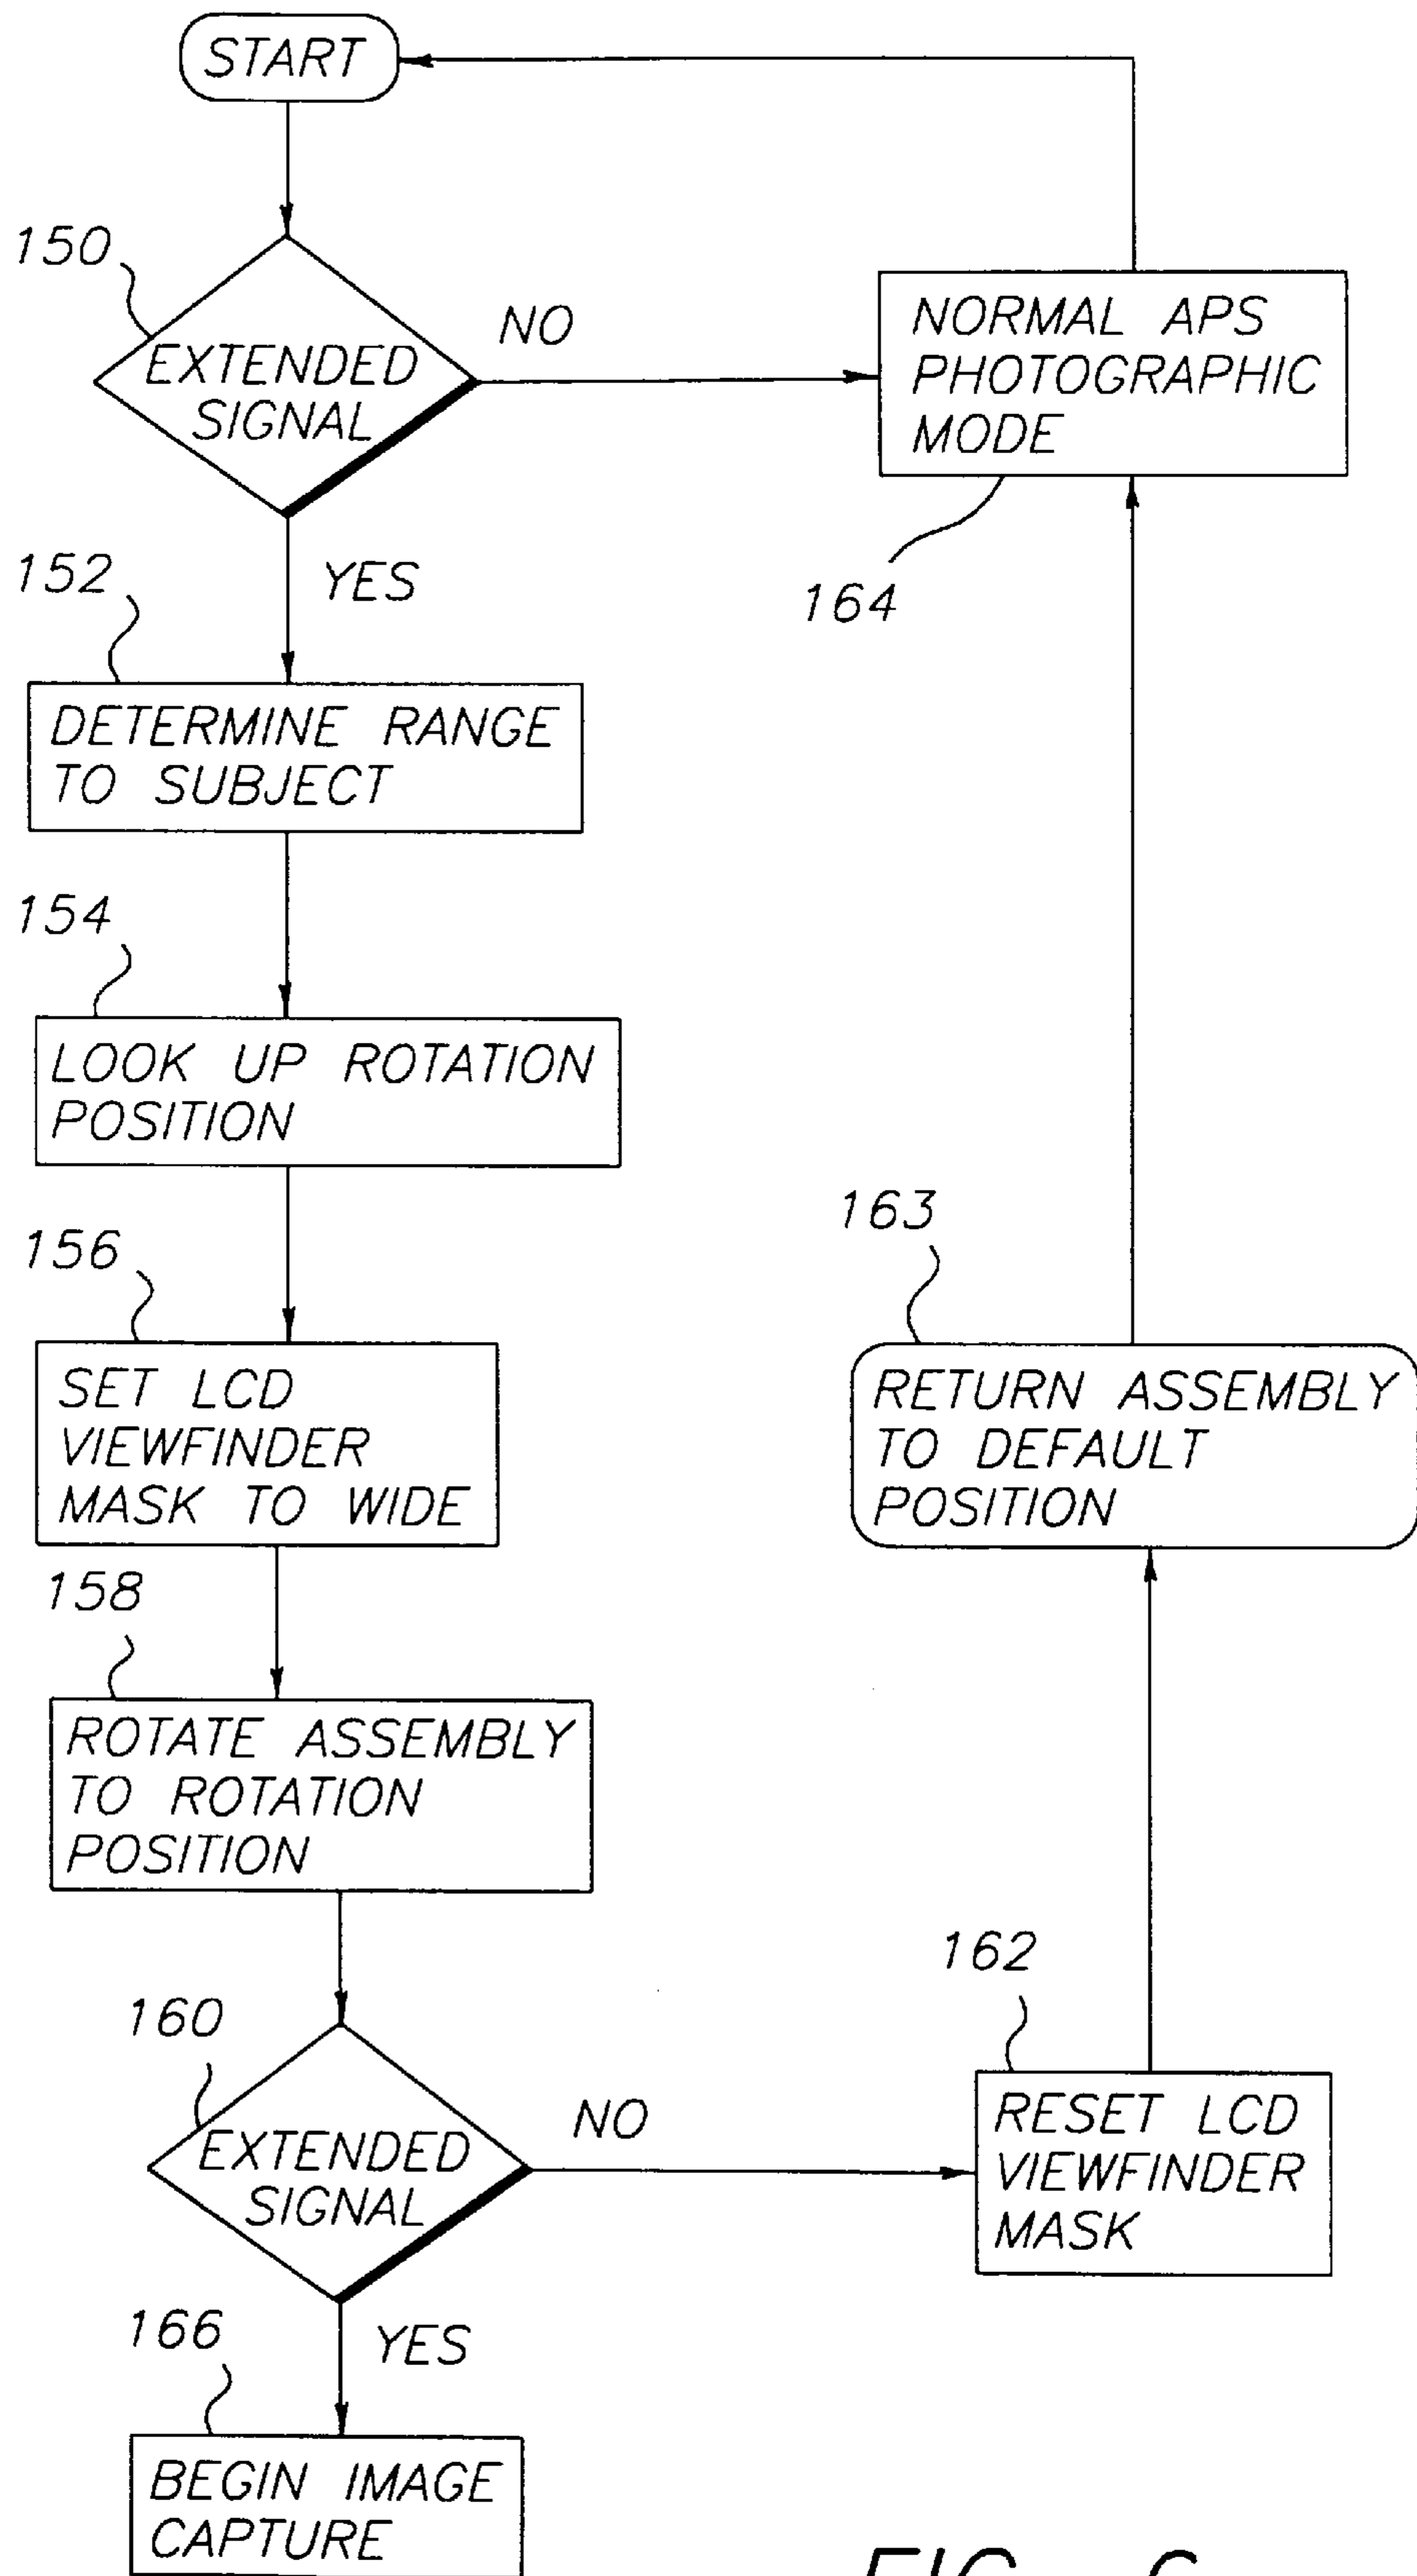 START
150
EXTENDED
SIGNAL
NO
NORMAL APS
PHOTOGRAPHIC
MODE
164
YES
152
DETERMINE RANGE
TO SUBJECT
154
LOOK UP ROTATION
POSITION
156
SET LCD
VIEWFINDER
MASK TO WIDE
163
RETURN ASSEMBLY
TO DEFAULT
POSITION
158
ROTATE ASSEMBLY
TO ROTATION
POSITION
160
EXTENDED
SIGNAL
NO
162
RESET LCD
VIEWFINDER
MASK
YES
166
BEGIN IMAGE
CAPTURE